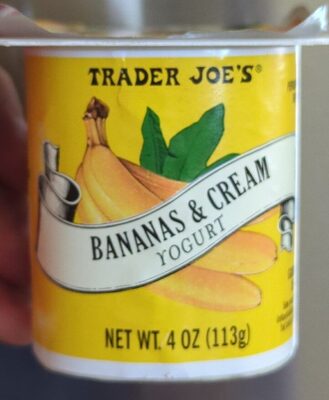 TRADER JOE'S®
BANANAS & CREAM
YOGURT
NET WT. 4 OZ (113g)